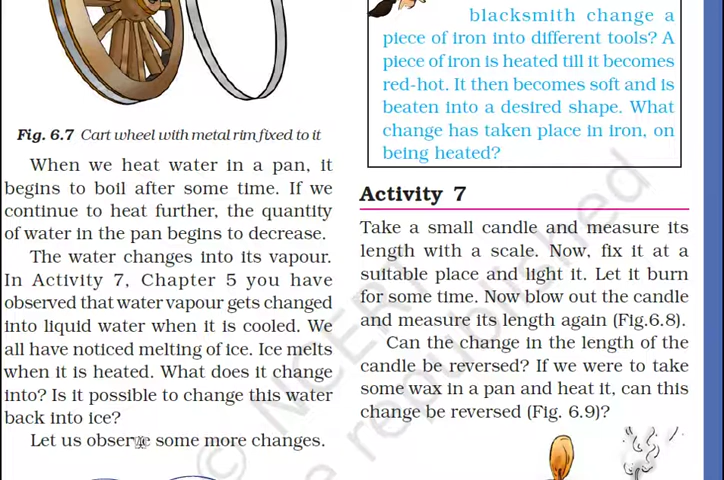 Fig. 6.7 Cart wheel with metal rim fixed to it
When we heat water in a pan, it
begins to boil after some time. If we
continue to heat further, the quantity
of water in the pan begins to decrease.
The water changes into its vapour.
In Activity 7, Chapter 5 you have
observed that water vapour gets changed
into liquid water when it is cooled. We
all have noticed melting of ice. Ice melts
when it is heated. What does it change
into? Is it possible to change this water
back into ice?
Let us observe some more changes.
blacksmith change a
piece of iron into different tools? A
piece of iron is heated till it becomes
red-hot. It then becomes soft and is
beaten into a desired shape. What
change has taken place in iron, on
being heated?
Activity 7
Take a small candle and measure its
length with a scale. Now, fix it at a
suitable place and light it. Let it burn
for some time. Now blow out the candle
and measure its length again (Fig.6.8).
Can the change in the length of the
candle be reversed? If we were to take
some wax in a pan and heat it, can this
change be reversed (Fig. 6.9)?
© NCERT
be republished